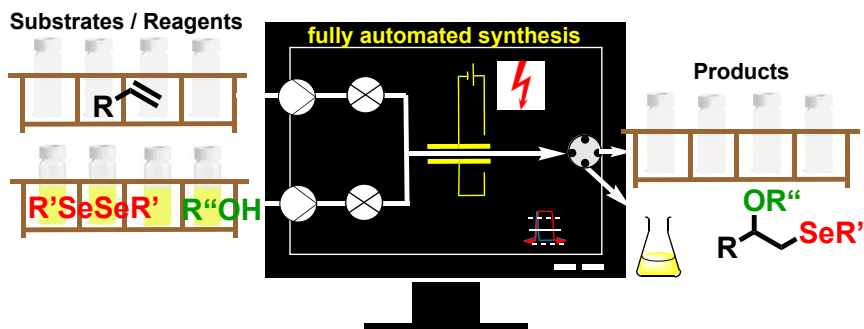 Substrates / Reagents
fully automated synthesis
Products
R
R’SeSeR’ R“OH
OR“
R SeR’